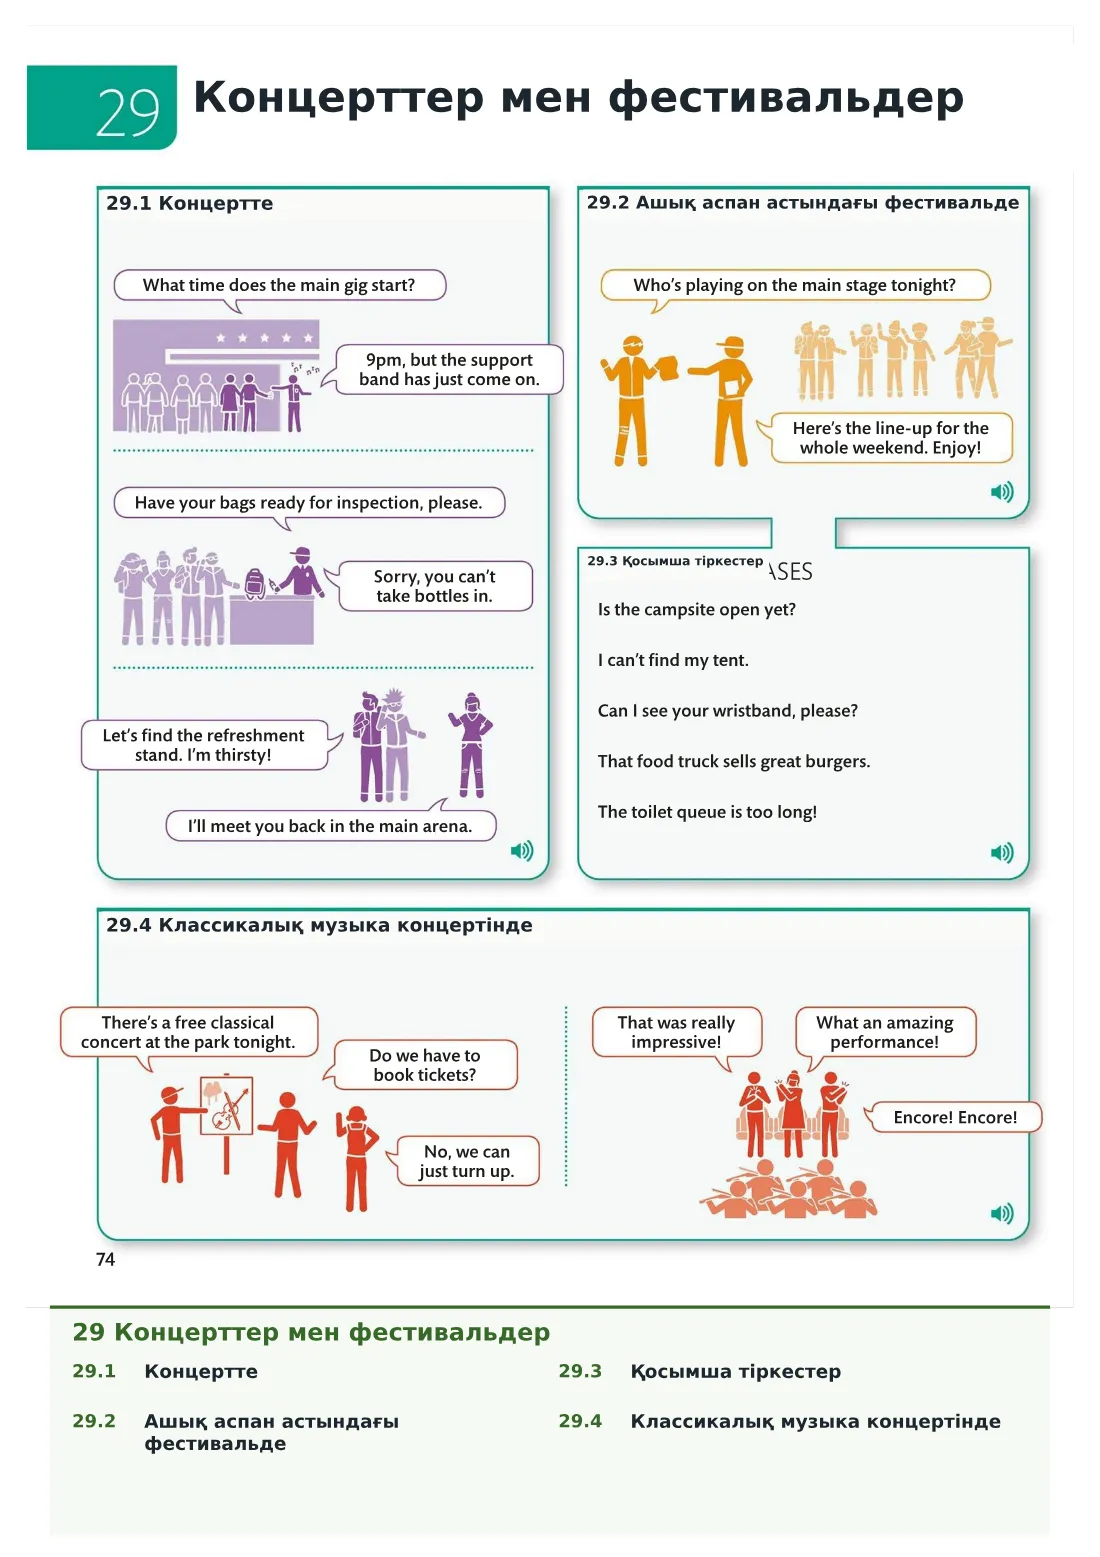 29
Концерттер мен фестивальдер
29.1 Концертте
What time does the main gig start?
9pm, but the support
band has just come on.
Have your bags ready for inspection, please.
Sorry, you can't
take bottles in.
Let's find the refreshment
stand. I'm thirsty!
I'll meet you back in the main arena.
29.2 Ашық аспан астындағы фестивальде
Who's playing on the main stage tonight?
Here's the line-up for the
whole weekend. Enjoy!
29.3 Қосымша тіркестер
ASES
Is the campsite open yet?
I can't find my tent.
Can I see your wristband, please?
That food truck sells great burgers.
The toilet queue is too long!
29.4 Классикалық музыка концертінде
There's a free classical
concert at the park tonight.
Do we have to
book tickets?
No, we can
just turn up.
That was really
impressive!
What an amazing
performance!
Encore! Encore!
74
29 Концерттер мен фестивальдер
29.1 Концертте
29.2 Ашық аспан астындағы
фестивальде
29.3 Қосымша тіркестер
29.4 Классикалық музыка концертінде